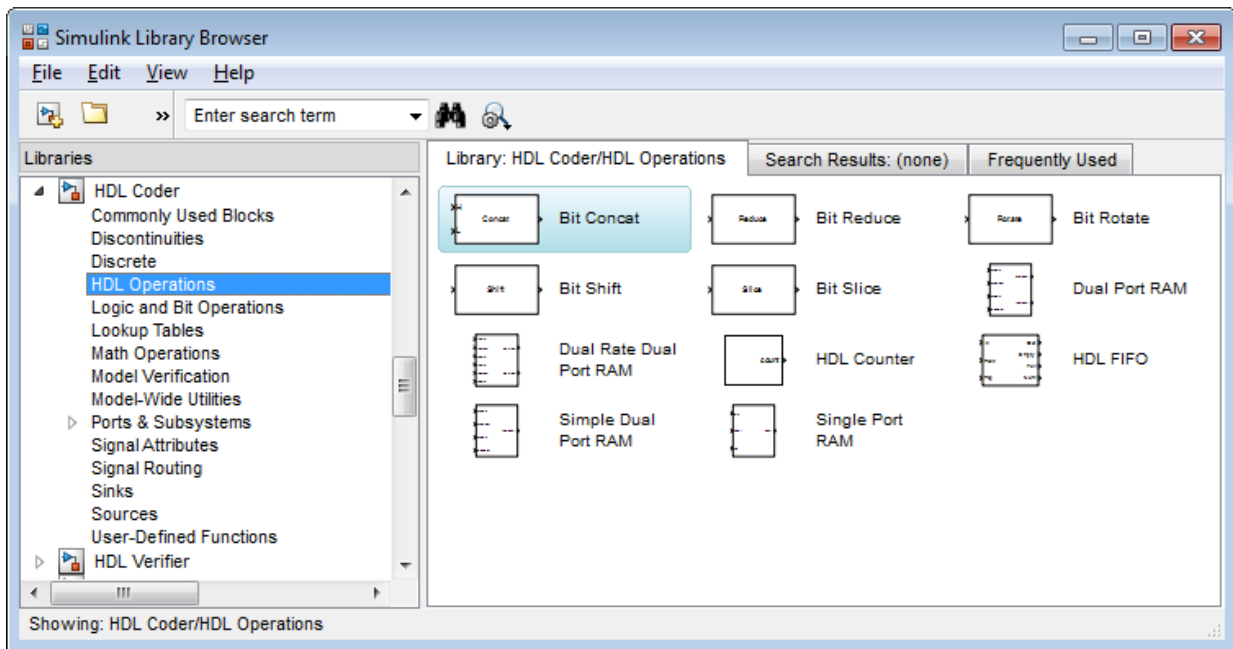 Simulink Library Browser
File Edit View Help
» Enter search term
Libraries
HDL Coder
Commonly Used Blocks
Discontinuities
Discrete
HDL Operations
Logic and Bit Operations
Lookup Tables
Math Operations
Model Verification
Model-Wide Utilities
Ports & Subsystems
Signal Attributes
Signal Routing
Sinks
Sources
User-Defined Functions
HDL Verifier
Library: HDL Coder/HDL Operations Search Results: (none) Frequently Used
Concat Bit Concat Reduce Bit Reduce Rotate Bit Rotate
Shift Bit Shift Slice Bit Slice Dual Port RAM
Dual Rate Dual
Port RAM
count HDL Counter HDL FIFO
Simple Dual
Port RAM
Single Port
RAM
Showing: HDL Coder/HDL Operations